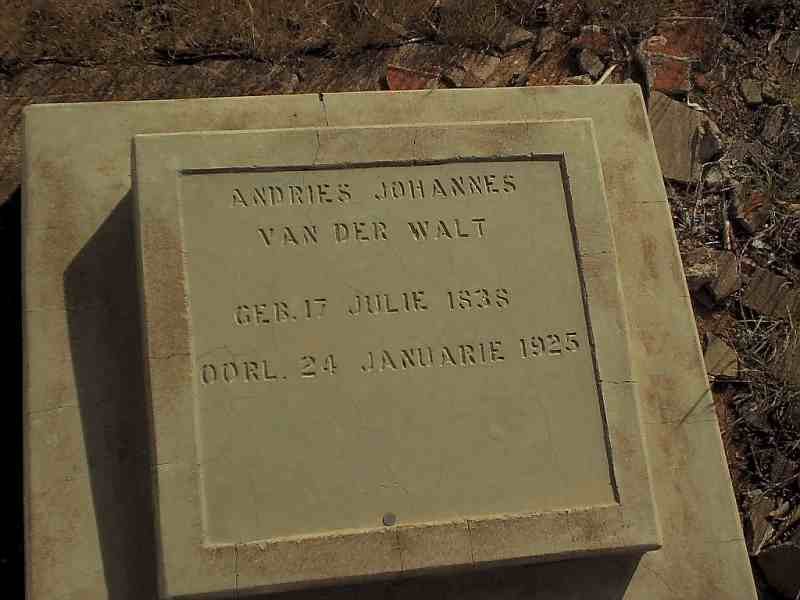 ANDRIES JOHANNES
VAN DER WALT
GEB. 17 JULIE 1838
OORL. 24 JANUARIE 1925